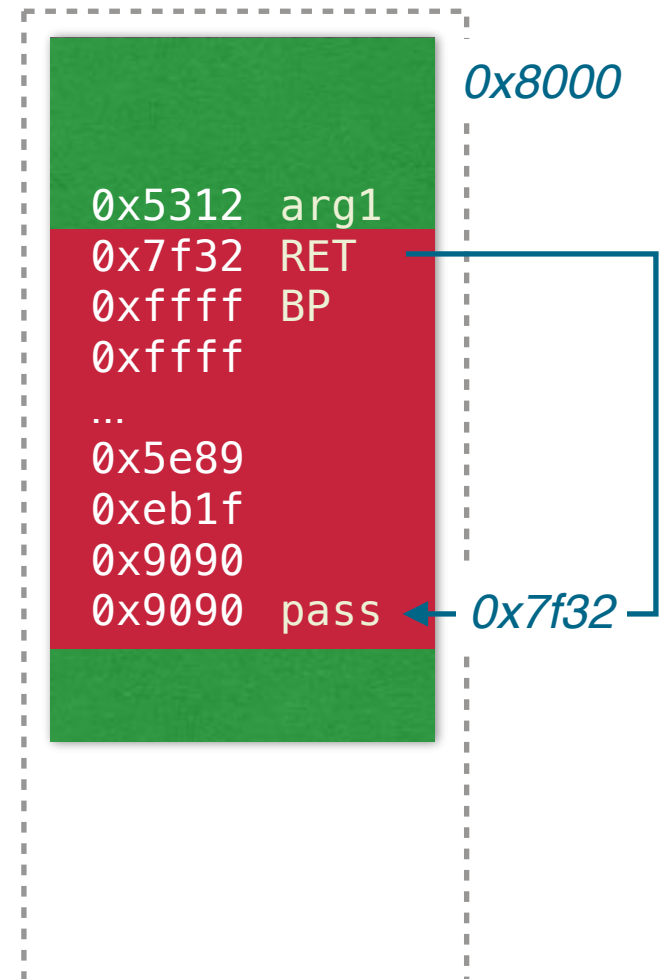 0x8000
0x5312 arg1
0x7f32 RET
0xffff BP
0xffff
...
0x5e89
0xeb1f
0x9090
0x9090 pass 0x7f32